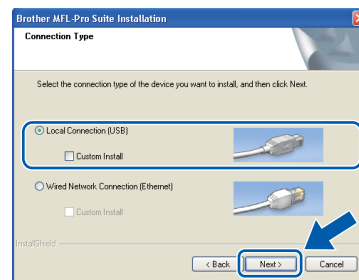 Brother MFL-Pro Suite Installation
Connection Type
Select the connection type of the device you want to install, and then click Next.
Local Connection (USB)
Custom Install
Wired Network Connection (Ethernet)
Custom Install
InstallShield
< Back
Next >
Cancel